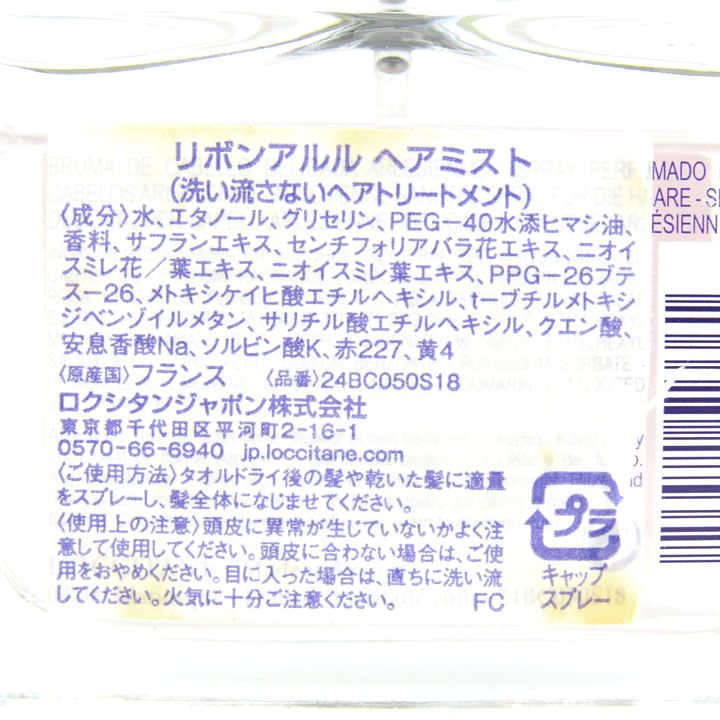 リボンアルル ヘアミスト
(洗い流さないヘアトリートメント)
〈成分〉水、エタノール、グリセリン、PEG-40水添ヒマシ油、
香料、サフランエキス、センチフォリアバラ花エキス、ニオイ
スミレ花/葉エキス、ニオイスミレ葉エキス、PPG-26ブテ
ス-26、メトキシケイヒ酸エチルヘキシル、t-ブチルメトキシ
ジベンゾイルメタン、サリチル酸エチルヘキシル、クエン酸、
安息香酸Na、ソルビン酸K、赤227、黄4
〈原産国〉フランス 〈品番〉24BC050S18
ロクシタンジャポン株式会社
東京都千代田区平河町2-16-1
0570-66-6940 jp.loccitane.com
〈ご使用方法〉タオルドライ後の髪や乾いた髪に適量
をスプレーし、髪全体になじませてください。
〈使用上の注意〉頭皮に異常が生じていないかよく注
意して使用してください。頭皮に合わない場合は、ご使
用をおやめください。目に入った場合は、直ちに洗い流
してください。火気に十分ご注意ください。 FC
プラ
キャップ
スプレー
BRUMA DE
SPRAY PERFUMADO
CABELOS
FÜR DIE HAARE - SE
ÉSIENN